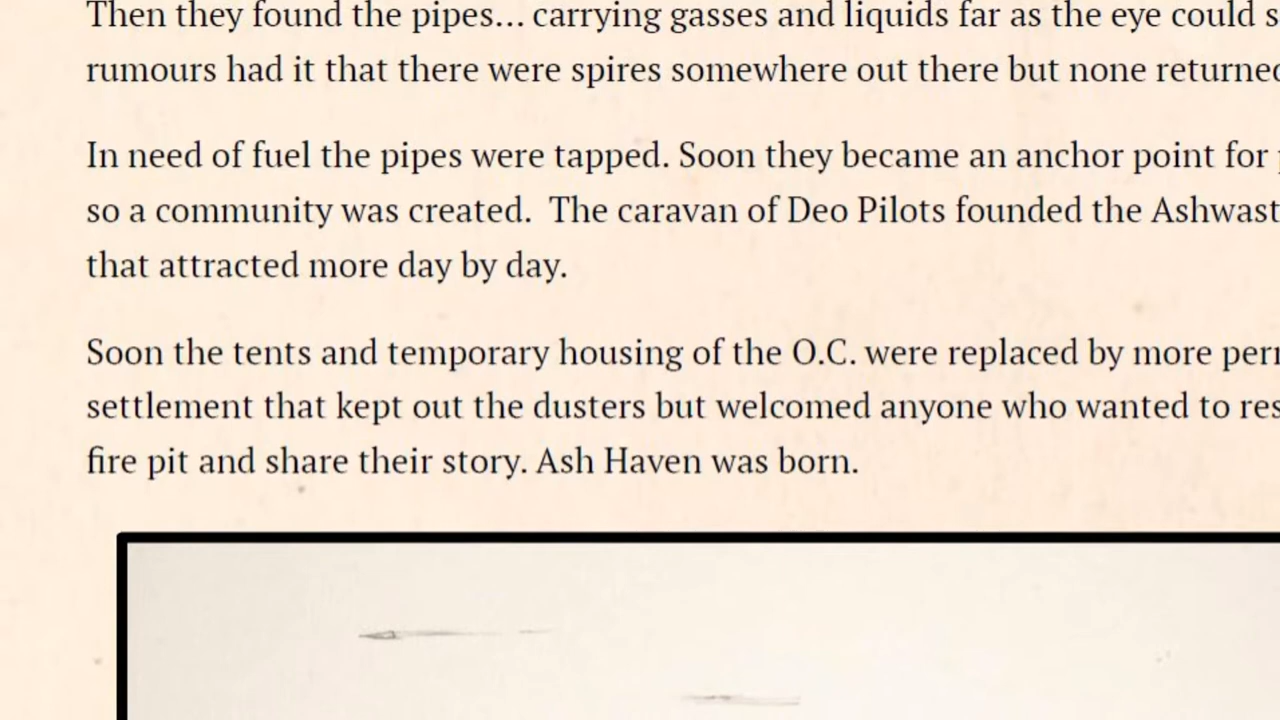 Then they found the pipes... carrying gasses and liquids far as the eye could
rumours had it that there were spires somewhere out there but none returned
In need of fuel the pipes were tapped. Soon they became an anchor point for
so a community was created.  The caravan of Deo Pilots founded the
that attracted more day by day.
Soon the tents and temporary housing of the O.C. were replaced by more
settlement that kept out the dusters but welcomed anyone who wanted to
fire pit and share their story. Ash Haven was born.